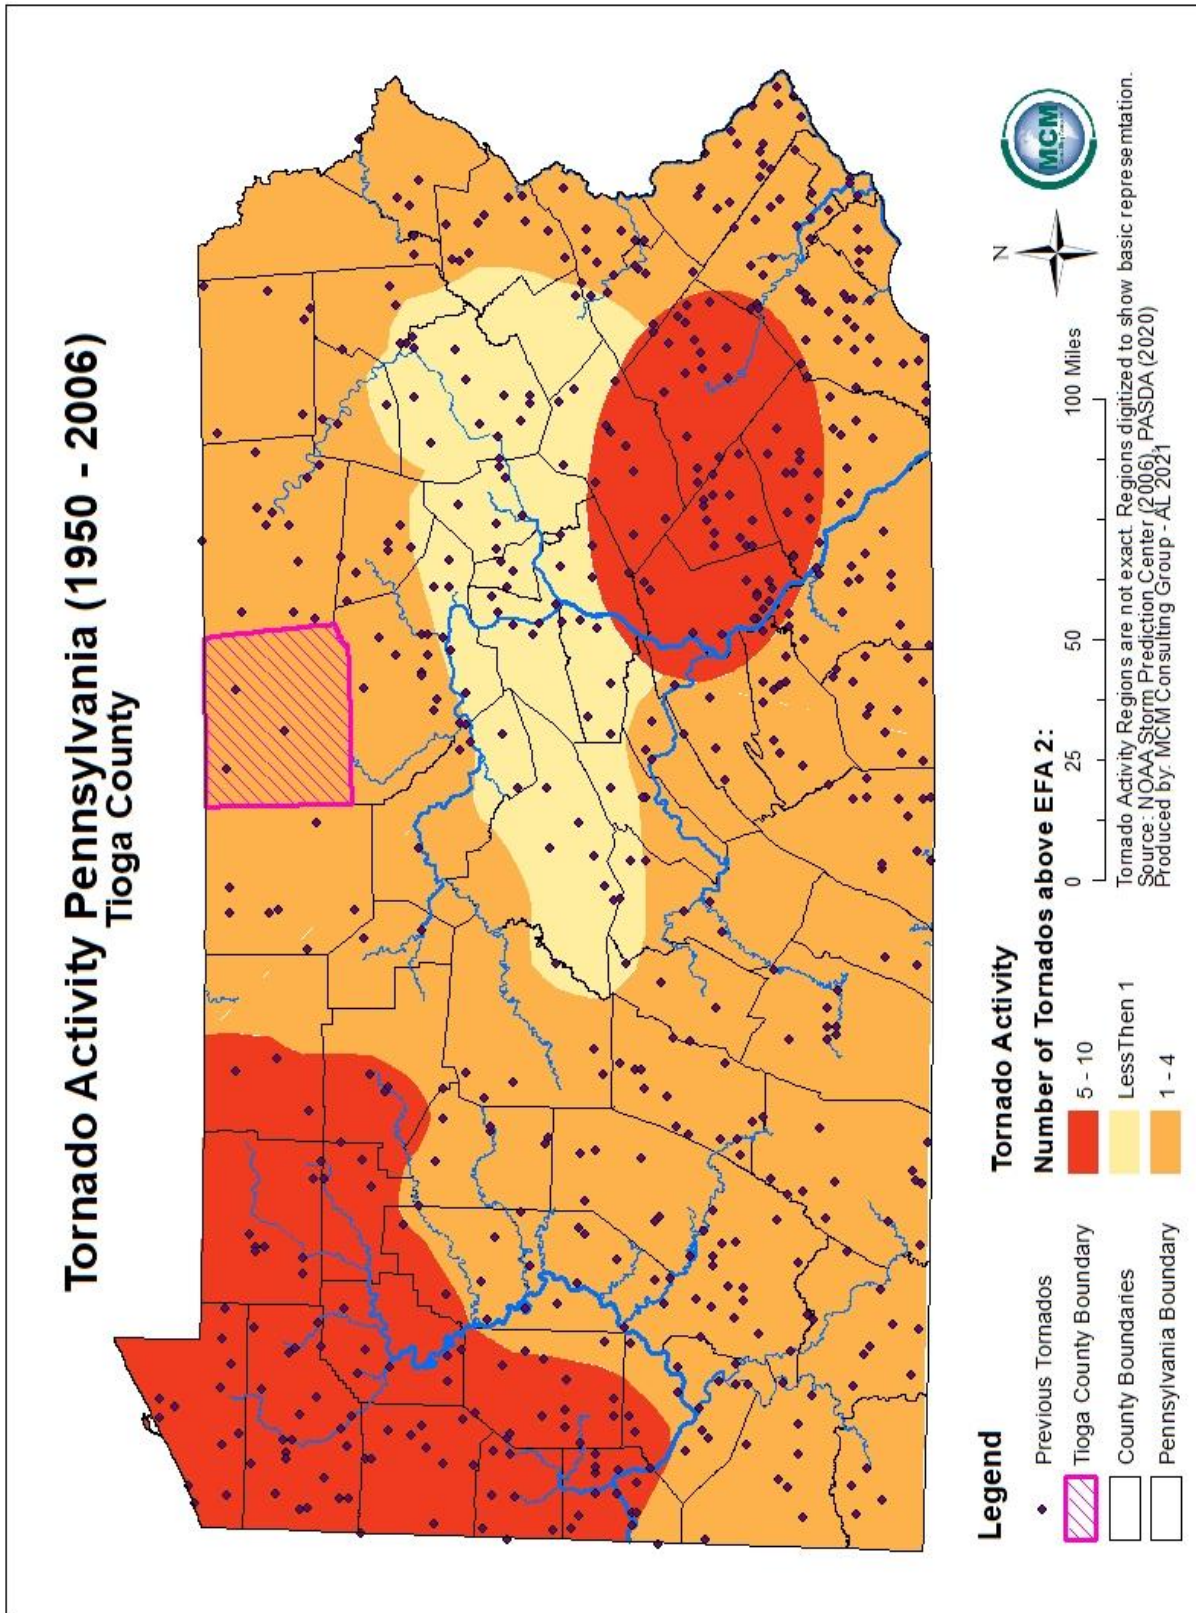 Tornado Activity Pennsylvania (1950 - 2006)
Tioga County
Legend
Previous Tornados
Tioga County Boundary
County Boundaries
Pennsylvania Boundary
Tornado Activity
Number of Tornados above EFA 2:
5 - 10
LessThen 1
1 - 4
0 25 50 100 Miles
N
MCM
Tornado Activity Regions are not exact. Regions digitized to show basic represemtation.
Source: NOAA Storm Prediction Center (2006), PASDA (2020)
Produced by: MCM Consulting Group - AL 2021